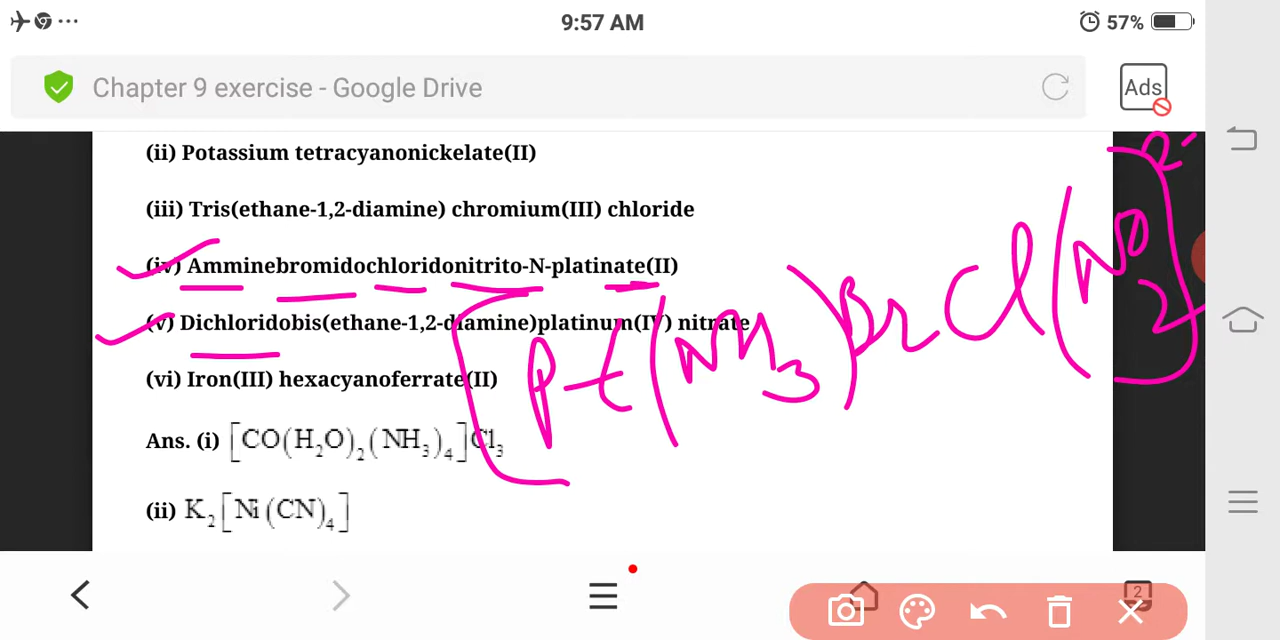 9:57 AM 57%
Chapter 9 exercise - Google Drive Ads
(ii) Potassium tetracyanonickelate(II)
(iii) Tris(ethane-1,2-diamine) chromium(III) chloride
(iv) Amminebromidochloridonitrito-N-platinate(II)
(v) Dichloridobis(ethane-1,2-diamine)platinum(IV) nitrate
[Pt(NH3)BrCl(NO2
(vi) Iron(III) hexacyanoferrate(II)
Ans. (i) [CO(H2O)2(NH3)4]Cl3
(ii) K2[Ni(CN)4]
2